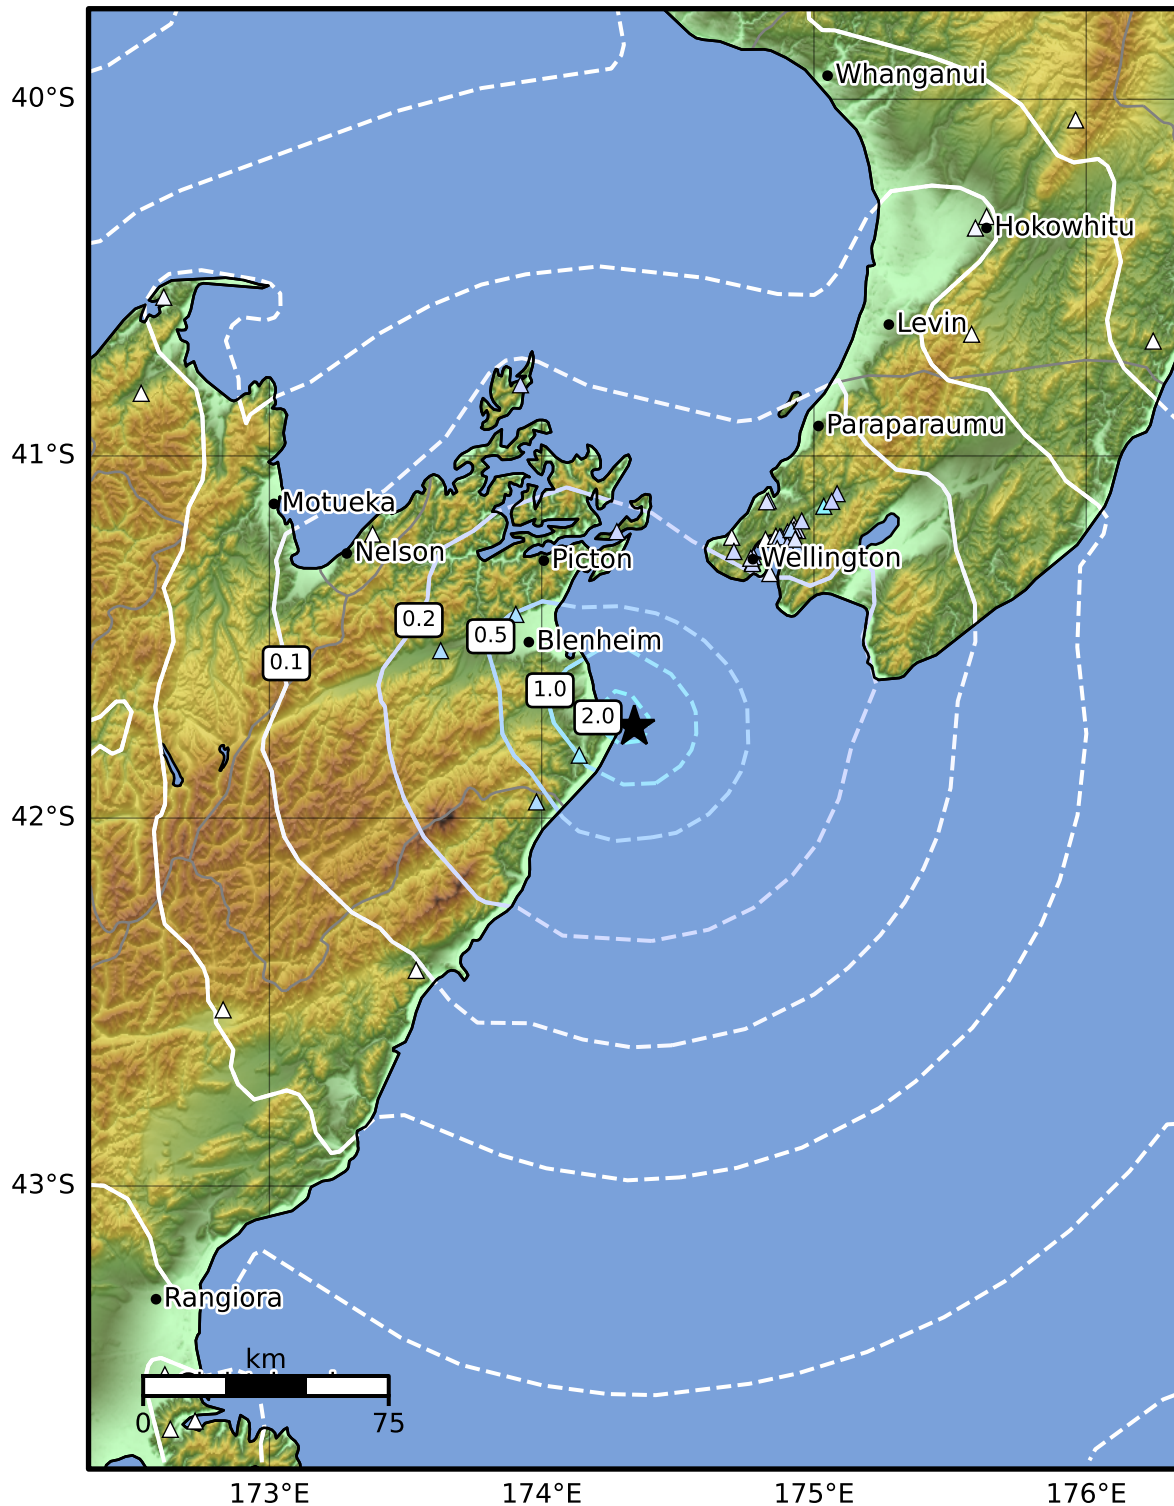 40°S
Whanganui
Hokowhitu
Levin
Paraparaumu
41°S
Motueka
Nelson
Picton
Wellington
0.2
0.5
Blenheim
0.1
1.0
2.0
42°S
43°S
Rangiora
km
0
75
173°E
174°E
175°E
176°E